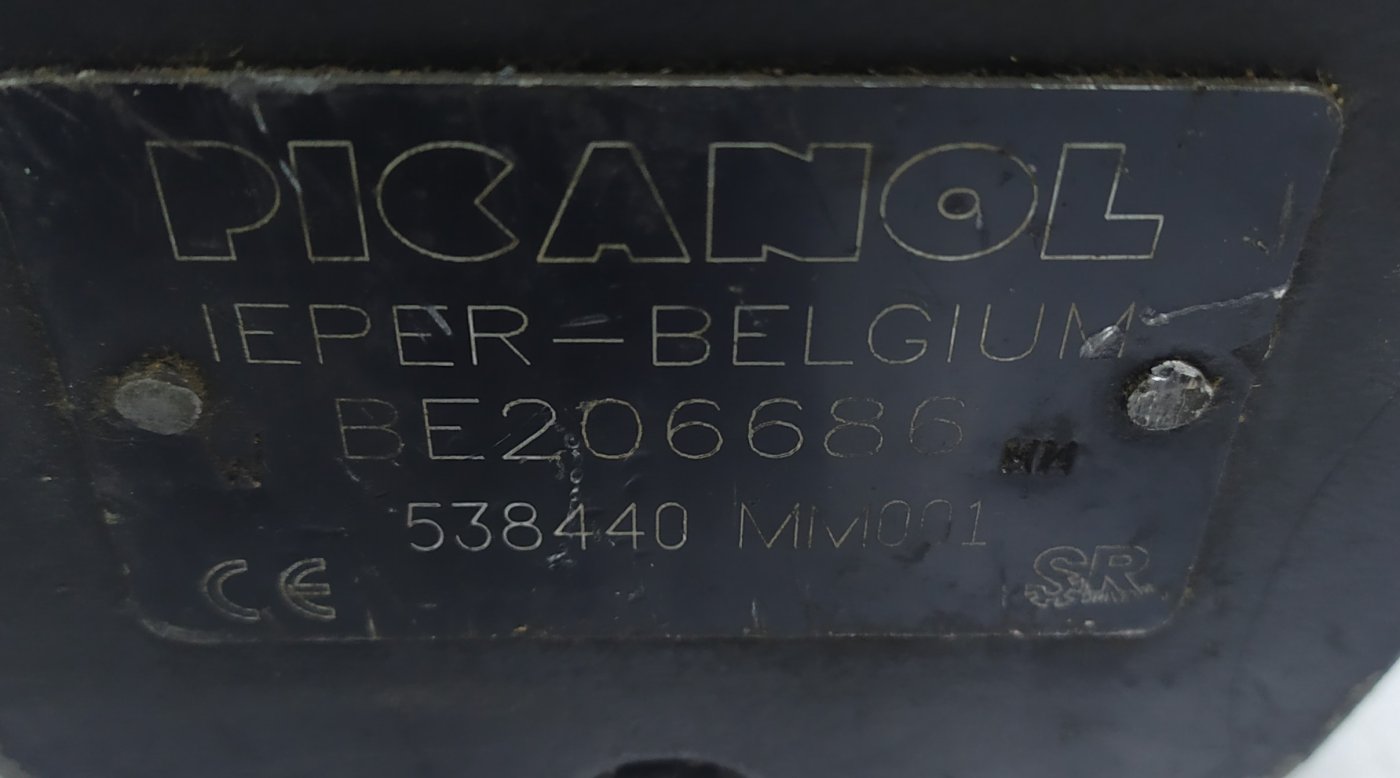 PICANOL
IEPER-BELGIUM
BE206686
538440 MM001
CE SR